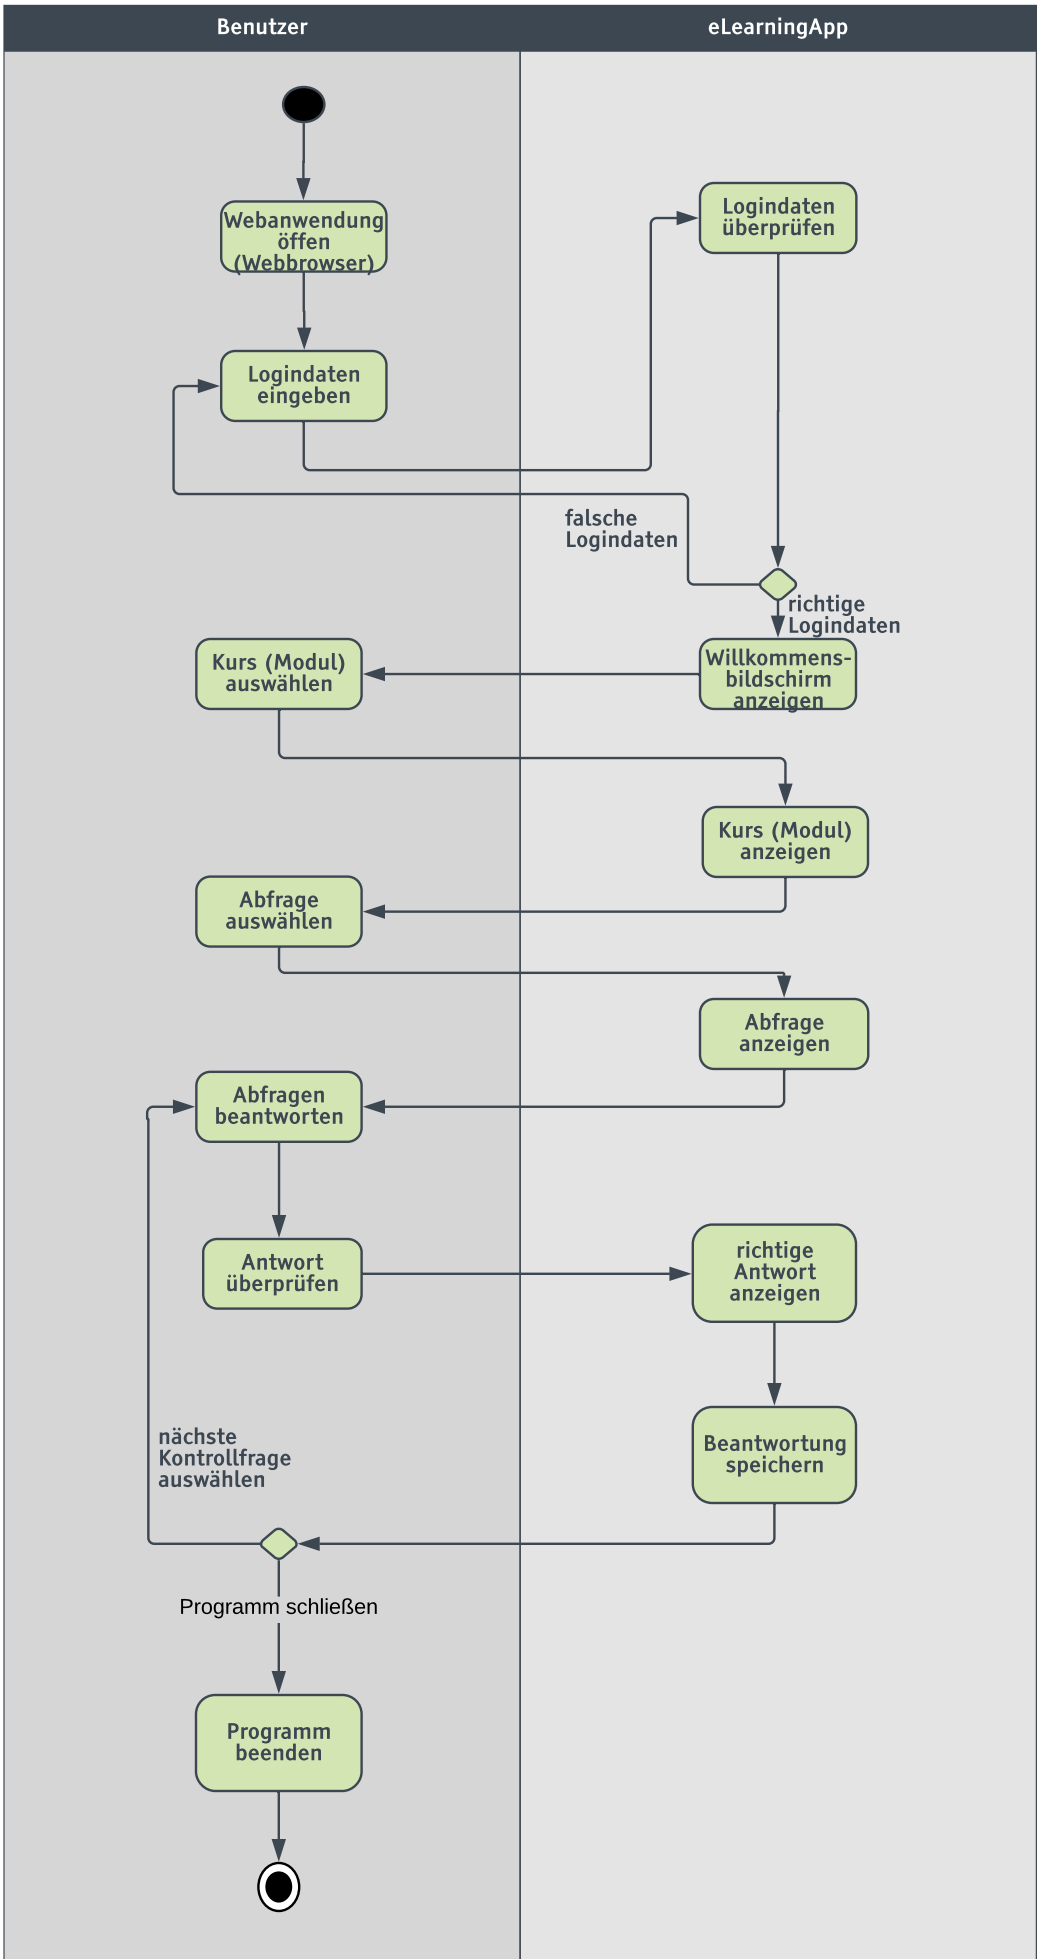 Benutzer
eLearningApp
Webanwendung
öffen
(Webbrowser)
Logindaten
überprüfen
Logindaten
eingeben
falsche
Logindaten
richtige
Logindaten
Kurs (Modul)
auswählen
Willkommens-
bildschirm
anzeigen
Kurs (Modul)
anzeigen
Abfrage
auswählen
Abfrage
anzeigen
Abfragen
beantworten
Antwort
überprüfen
richtige
Antwort
anzeigen
nächste
Kontrollfrage
auswählen
Beantwortung
speichern
Programm schließen
Programm
beenden